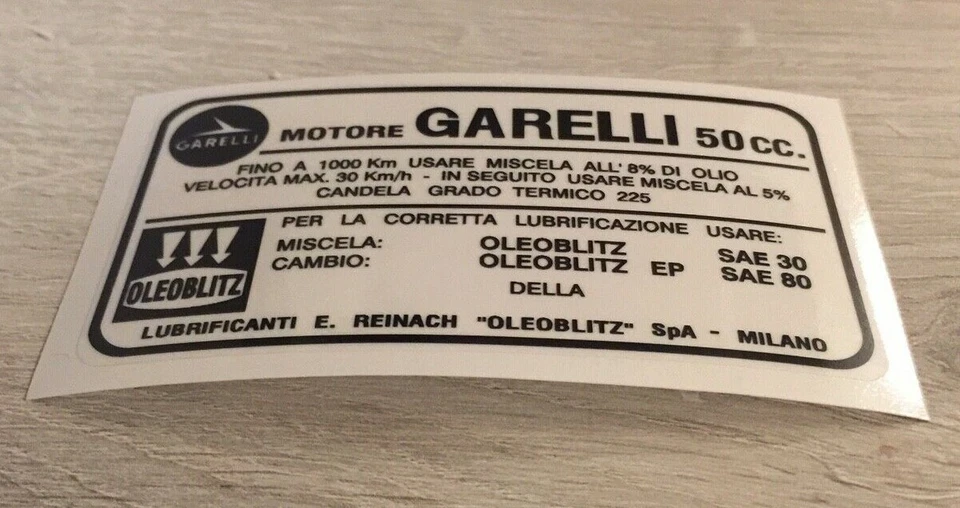 GARELLI
MOTORE GARELLI 50 CC.
FINO A 1000 Km USARE MISCELA ALL' 8% DI OLIO
VELOCITA MAX. 30 Km/h - IN SEGUITO USARE MISCELA AL 5%
CANDELA GRADO TERMICO 225
PER LA CORRETTA LUBRIFICAZIONE USARE:
MISCELA: OLEOBLITZ SAE 30
CAMBIO: OLEOBLITZ EP SAE 80
OLEOBLITZ
DELLA
LUBRIFICANTI E. REINACH "OLEOBLITZ" SpA - MILANO